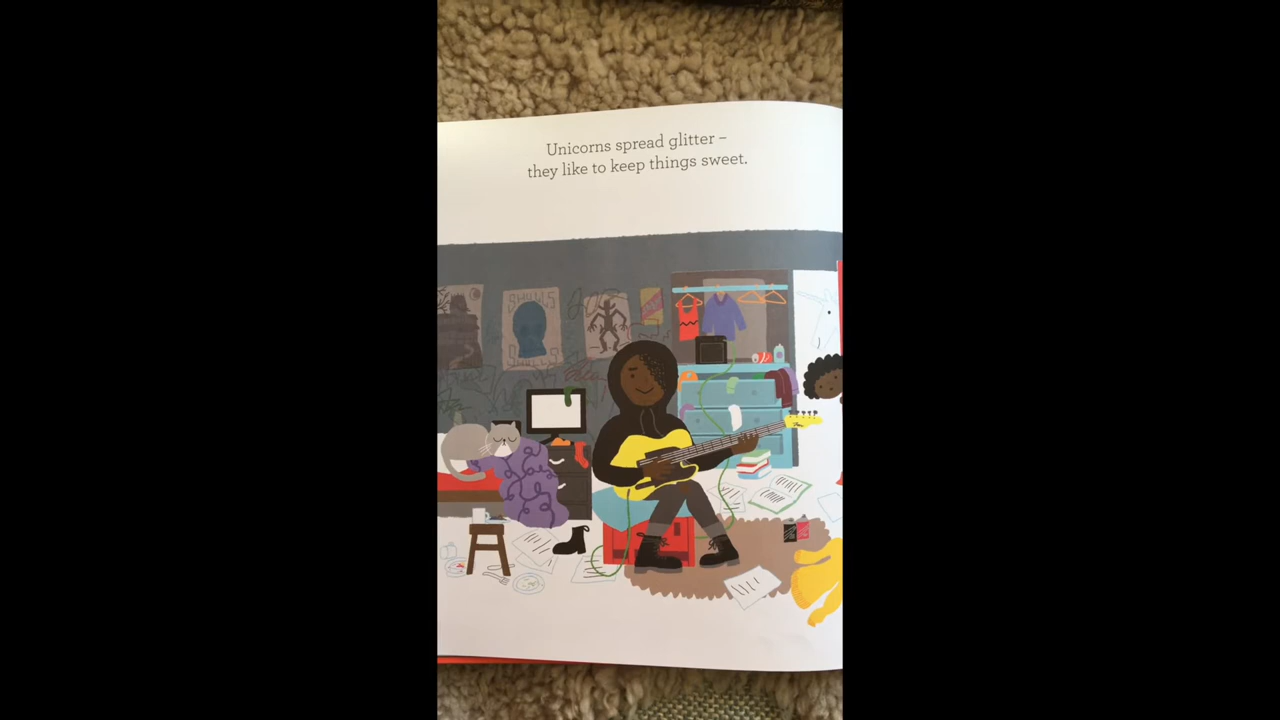 Unicorns spread glitter –
they like to keep things sweet.